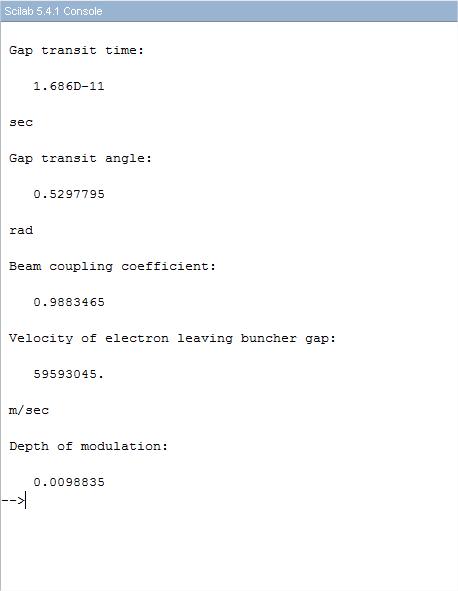 Scilab 5.4.1 Console
Gap transit time:
1.686D-11
sec
Gap transit angle:
0.5297795
rad
Beam coupling coefficient:
0.9883465
Velocity of electron leaving buncher gap:
59593045.
m/sec
Depth of modulation:
0.0098835
-->